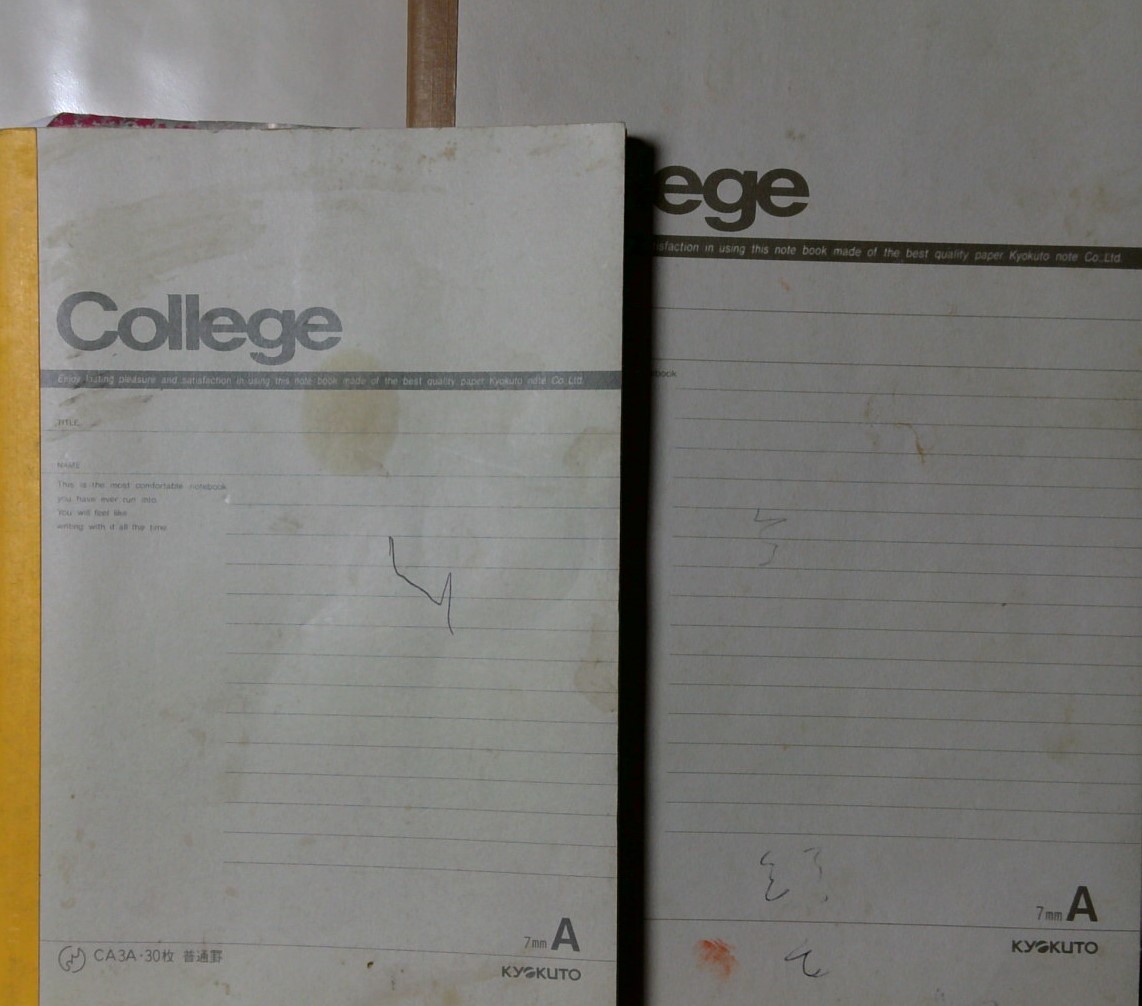 College
Enjoy lasting pleasure and satisfaction in using this note book made of the best quality paper Kyokuto note Co.,Ltd.
TITLE
NAME
This is the most comfortable notebook
you have ever run into.
You will feel like
writing with it all the time.
CA3A·30枚 普通罫
7mm A
KYOKUTO
ege
isfaction in using this note book made of the best quality paper Kyokuto note Co.,Ltd.
ebook
7mm A
KYOKUTO